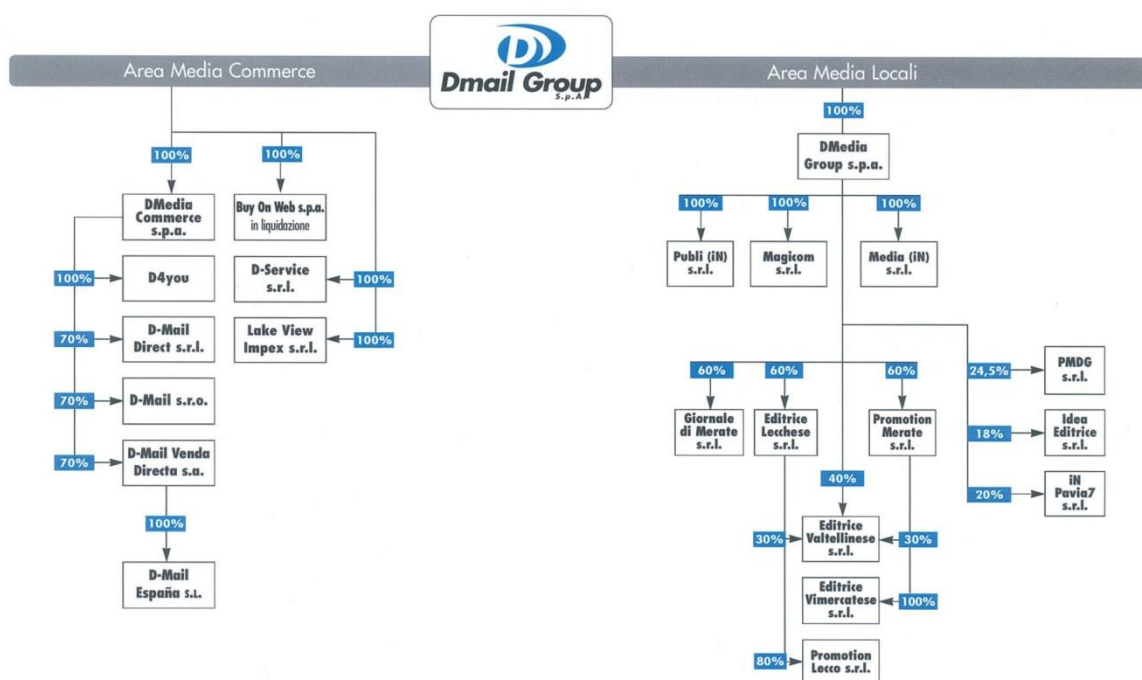 Area Media Commerce
DD
Dmail Group
S.p.A.
Area Media Locali
100%
100%
DMedia
Commerce
s.p.a.
Buy On Web s.p.a.
in liquidazione
100%
D4you
D-Service
s.r.l.
100%
70%
D-Mail
Direct s.r.l.
Lake View
Impex s.r.l.
100%
70%
D-Mail s.r.o.
70%
D-Mail Venda
Directa s.a.
100%
D-Mail
España S.L.
100%
DMedia
Group s.p.a.
100%
100%
100%
Publi (iN)
s.r.l.
Magicom
s.r.l.
Media (iN)
s.r.l.
60%
60%
60%
24,5%
PMDG
s.r.l.
Giornale
di Merate
s.r.l.
Editrice
Lecchese
s.r.l.
Promotion
Merate
s.r.l.
18%
Idea
Editrice
s.r.l.
40%
20%
iN
Pavia7
s.r.l.
30%
Editrice
Valtellinese
s.r.l.
30%
Editrice
Vimercatese
s.r.l.
100%
80%
Promotion
Lecco s.r.l.